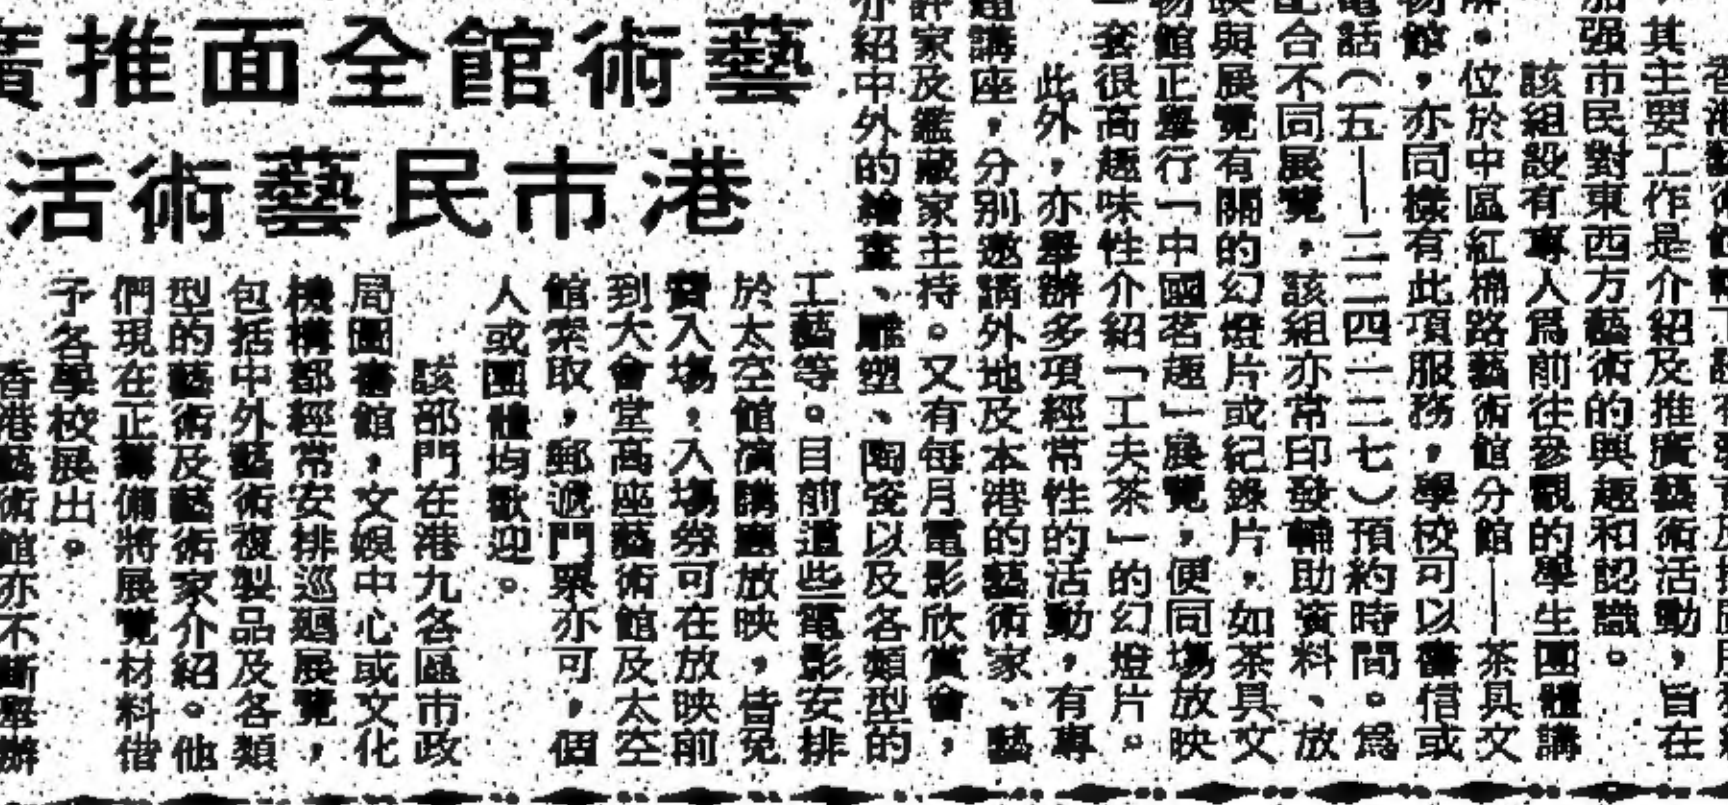 藝術館全面推廣
港市民藝術活
其主要工作是介紹及推廣藝術活動，旨在
加强市民對東西方藝術的興趣和認識。
該組設有專人爲前往參觀的學生團體講
解。位於中區紅棉路藝術館分館——茶具文
物館，亦同樣有此項服務，學校可以書信或
電話（五—二二四一二七）預約時間。爲
配合不同展覽，該組亦常印發輔助資料、放
映與展覽有關的幻燈片或紀錄片，如茶具文
物館正舉行「中國茗趣」展覽，便同場放映
一套很高趣味性介紹「工夫茶」的幻燈片。
此外，亦舉辦多項經常性的活動，有專
題講座，分别邀請外地及本港的藝術家、藝
評家及鑑藏家主持。又有每月電影欣賞會，
介紹中外的繪畫、雕塑、陶瓷以及各類型的
工藝等。目前這些電影安排
於太空館演講廳放映，皆免
費入場，入場券可在放映前
到大會堂高座藝術館及太空
館索取，郵遞門票亦可，個
人或團體均歡迎。
該部門在港九各區市政
局圖書館，文娛中心或文化
機構都經常安排巡迴展覽，
包括中外藝術複製品及各類
型的藝術及藝術家介紹。他
們現在正籌備將展覽材料借
予各學校展出。
香港藝術館亦不斷舉辦